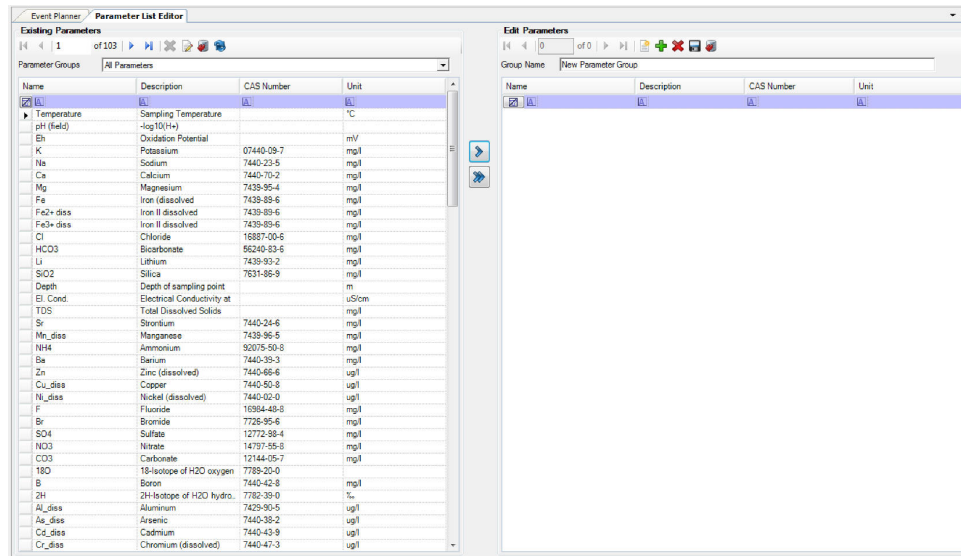 Event Planner Parameter List Editor
Existing Parameters
1 of 103
Parameter Groups All Parameters
Name Description CAS Number Unit
A A A A
Temperature Sampling Temperature °C
pH (field) -log10(H+)
Eh Oxidation Potential mV
K Potassium 07440-09-7 mg/l
Na Sodium 7440-23-5 mg/l
Ca Calcium 7440-70-2 mg/l
Mg Magnesium 7439-95-4 mg/l
Fe Iron (dissolved 7439-89-6 mg/l
Fe2+ diss Iron II dissolved 7439-89-6 mg/l
Fe3+ diss Iron II dissolved 7439-89-6 mg/l
Cl Chloride 16887-00-6 mg/l
HCO3 Bicarbonate 56240-83-6 mg/l
Li Lithium 7439-93-2 mg/l
SiO2 Silica 7631-86-9 mg/l
Depth Depth of sampling point m
El. Cond. Electrical Conductivity at uS/cm
TDS Total Dissolved Solids mg/l
Sr Strontium 7440-24-6 mg/l
Mn_diss Manganese 7439-96-5 mg/l
NH4 Ammonium 92075-50-8 mg/l
Ba Barium 7440-39-3 mg/l
Zn Zinc (dissolved) 7440-66-6 ug/l
Cu_diss Copper 7440-50-8 ug/l
Ni_diss Nickel (dissolved) 7440-02-0 ug/l
F Fluoride 16984-48-8 mg/l
Br Bromide 7726-95-6 mg/l
SO4 Sulfate 12772-98-4 mg/l
NO3 Nitrate 14797-55-8 mg/l
CO3 Carbonate 12144-05-7 mg/l
18O 18-Isotope of H2O oxygen 7789-20-0
B Boron 7440-42-8 mg/l
2H 2H-Isotope of H2O hydro.. 7782-39-0 ‰
Al_diss Aluminum 7429-90-5 ug/l
As_diss Arsenic 7440-38-2 ug/l
Cd_diss Cadmium 7440-43-9 ug/l
Cr_diss Chromium (dissolved) 7440-47-3 ug/l
Edit Parameters
0 of 0
Group Name New Parameter Group
Name Description CAS Number Unit
A A A A